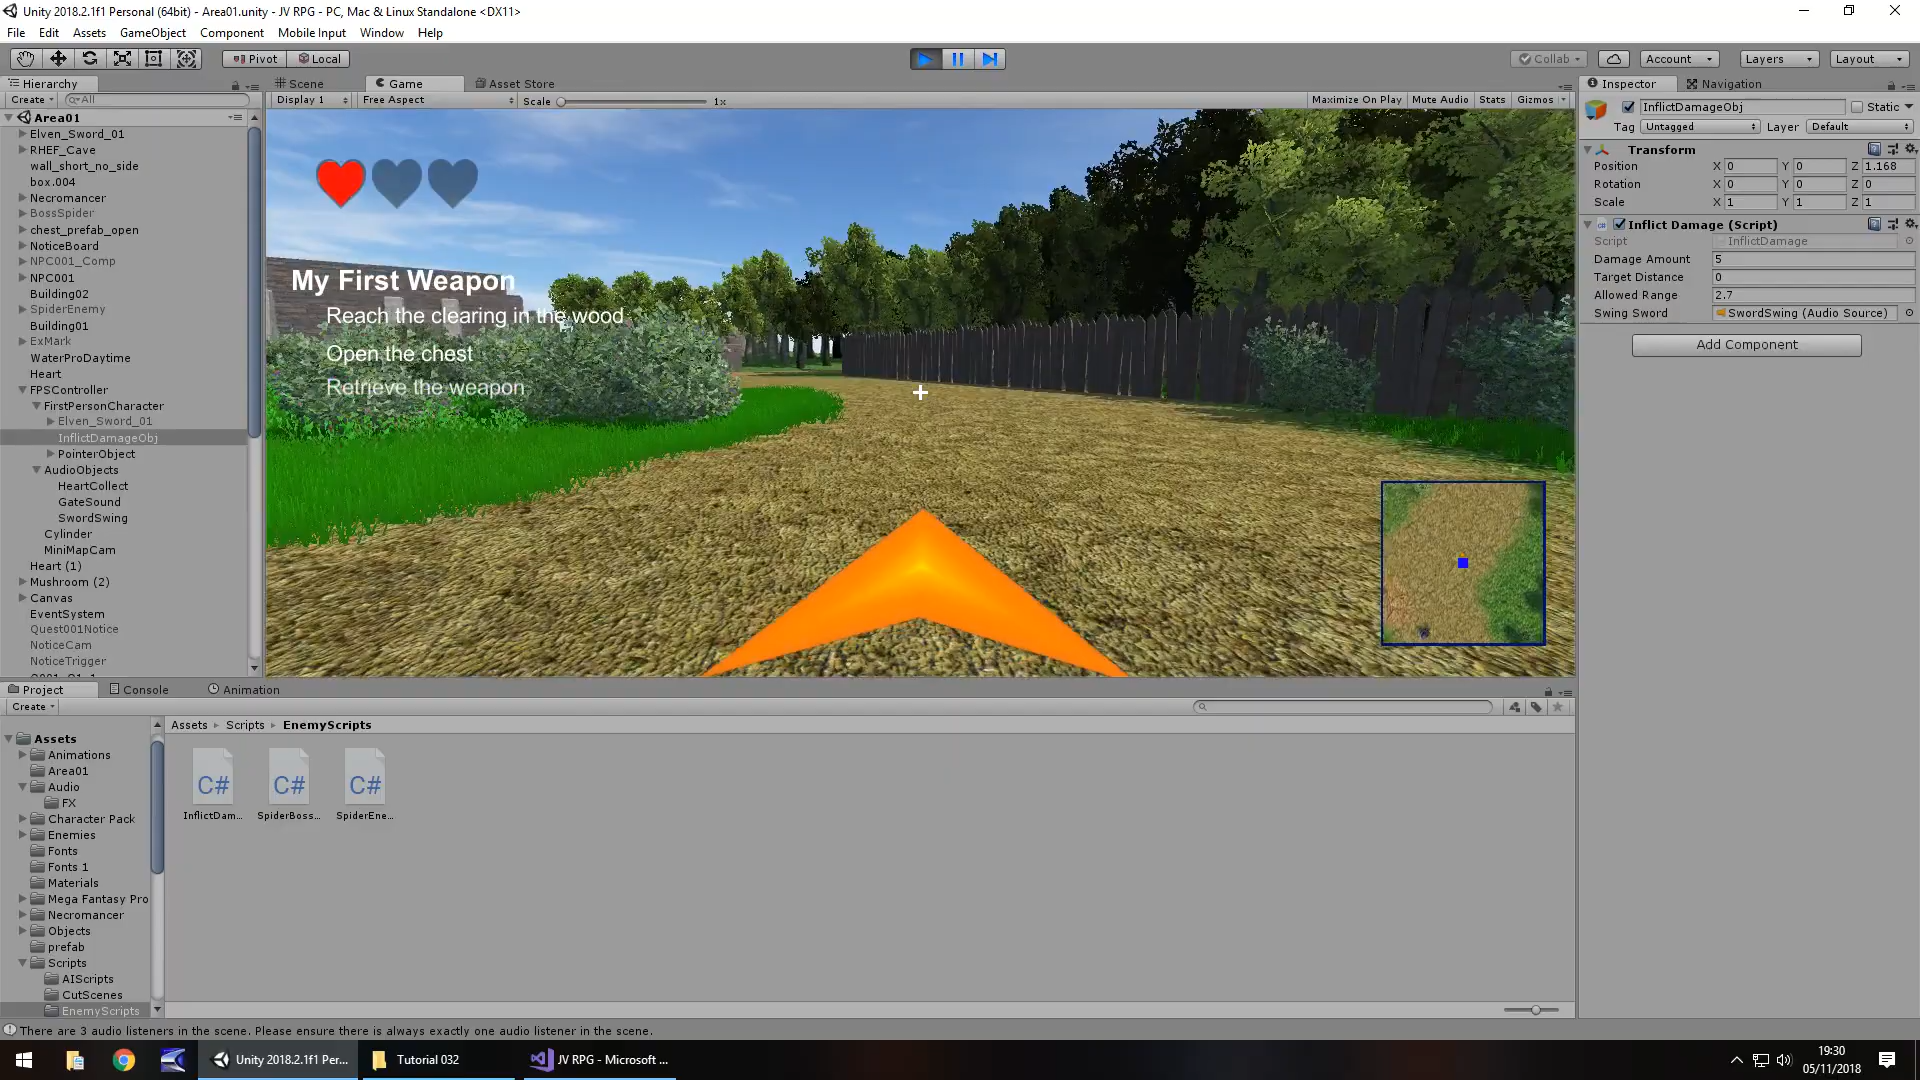 Unity 2018.2.1f1 Personal (64bit) - Area01.unity - JV RPG - PC, Mac & Linux Standalone <DX11>
File Edit Assets GameObject Component Mobile Input Window Help
Pivot Local Collab Account Layers Layout
Hierarchy Scene Game Asset Store Inspector Navigation
Create All Display 1 Free Aspect Scale 1x Maximize On Play Mute Audio Stats Gizmos
InflictDamageObj Static
Tag Untagged Layer Default
Transform
Position X 0 Y 0 Z 1.168
Rotation X 0 Y 0 Z 0
Scale X 1 Y 1 Z 1
Inflict Damage (Script)
Script InflictDamage
Damage Amount 5
Target Distance 0
Allowed Range 2.7
Swing Sword SwordSwing (Audio Source)
Add Component
Area01
Elven_Sword_01
RHEF_Cave
wall_short_no_side
box.004
Necromancer
BossSpider
chest_prefab_open
NoticeBoard
NPC001_Comp
NPC001
Building02
SpiderEnemy
Building01
ExMark
WaterProDaytime
Heart
FPSController
FirstPersonCharacter
Elven_Sword_01
InflictDamageObj
PointerObject
AudioObjects
HeartCollect
GateSound
SwordSwing
Cylinder
MiniMapCam
Heart (1)
Mushroom (2)
Canvas
EventSystem
Quest001Notice
NoticeCam
NoticeTrigger
My First Weapon
Reach the clearing in the wood
Open the chest
Retrieve the weapon
Project Console Animation
Create
Assets Scripts EnemyScripts
Assets
Animations
Area01
Audio
FX
Character Pack
Enemies
Fonts
Fonts 1
Materials
Mega Fantasy Pro
Necromancer
Objects
prefab
Scripts
AIScripts
CutScenes
EnemyScripts
C# C# C#
InflictDam... SpiderBoss... SpiderEne...
There are 3 audio listeners in the scene. Please ensure there is always exactly one audio listener in the scene.
Unity 2018.2.1f1 Per... Tutorial 032 JV RPG - Microsoft ...
19:30
05/11/2018